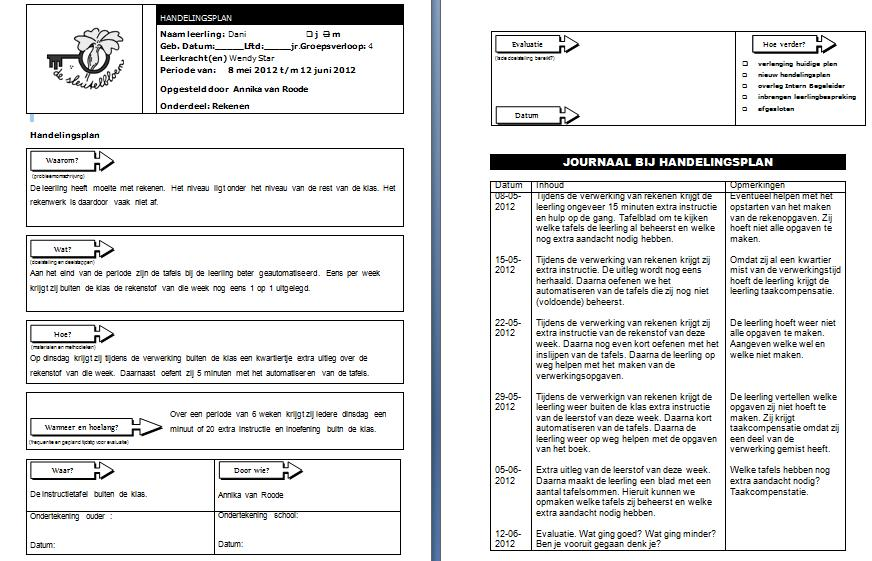 de sleutelbloem
HANDELINGSPLAN
Naam leerling: Dani j m
Geb. Datum:_____Lftd:_____jr.Groepsverloop: 4
Leerkracht(en) Wendy Star
Periode van: 8 mei 2012 t/m 12 juni 2012
Opgesteld door Annika van Roode
Onderdeel: Rekenen
Handelingsplan
Waarom?
(probleemomschrijving)
De leerling heeft moeite met rekenen. Het niveau ligt onder het niveau van de rest van de klas. Het
rekenwerk is daardoor vaak niet af.
Wat?
(doelstelling en deelstappen)
Aan het eind van de periode zijn de tafels bij de leerling beter geautomatiseerd. Eens per week
krijgt zij buiten de klas de rekenstof van die week nog eens 1 op 1 uitgelegd.
Hoe?
(materialen en methodieken)
Op dinsdag krijgt zij tijdens de verwerking buiten de klas een kwartiertje extra uitleg over de
rekenstof van die week. Daarnaast oefent zij 5 minuten met het automatiseren van de tafels.
Wanneer en hoelang?
(frequentie en gepland tijdstip voor evaluatie)
Over een periode van 6 weken krijgt zij iedere dinsdag een
minuut of 20 extra instructie en inoefening buitn de klas.
Waar?
De instructietafel buiten de klas.
Door wie?
Annika van Roode
Ondertekening ouder :
Datum:
Ondertekening school:
Datum:
Evaluatie
(is de doelstelling bereikt?)
Datum
Hoe verder?
verlenging huidige plan
nieuw handelingsplan
overleg Intern Begeleider
inbrengen leerlingbespreking
afgesloten
JOURNAAL BIJ HANDELINGSPLAN
Datum Inhoud Opmerkingen
08-05-
2012
Tijdens de verwerking van rekenen krijgt de
leerling ongeveer 15 minuten extra instructie
en hulp op de gang. Tafelblad om te kijken
welke tafels de leerling al beheerst en welke
nog extra aandacht nodig hebben.
Eventueel helpen met het
opstarten van het maken
van de rekenopgaven. Zij
hoeft niet alle opgaven te
maken.
15-05-
2012
Tijdens de verwerking van rekenen krijgt zij
extra instructie. De uitleg wordt nog eens
herhaald. Daarna oefenen we het
automatiseren van de tafels die zij nog niet
(voldoende) beheerst.
Omdat zij al een kwartier
mist van de verwerkingstijd
hoeft de leerling krijgt de
leerling taakcompensatie.
22-05-
2012
Tijdens de verwerking van rekenen krijgt zij
extra instructie van de rekenstof van deze
week. Daarna nog even kort oefenen met het
inslijpen van de tafels. Daarna de leerling op
weg helpen met het maken van de
verwerkingsopgaven.
De leerling hoeft weer niet
alle opgaven te maken.
Aangeven welke wel en
welke niet maken.
29-05-
2012
Tijdens de verwerkign van rekenen krijgt de
leerling weer buiten de klas extra instructie
van de leerstof van deze week. Daarna kort
automatiseren van de tafels. Daarna de
leerling weer op weg helpen met de opgaven
van het boek.
De leerling vertellen welke
opgaven zij niet hoeft te
maken. Zij krijgt
taakcompensatie omdat zij
een deel van de
verwerking gemist heeft.
05-06-
2012
Extra uitleg van de leerstof van deze week.
Daarna maakt de leerling een blad met een
aantal tafelsommen. Hieruit kunnen we
opmaken welke tafels zij beheerst en welke
extra aandacht nodig hebben.
Welke tafels hebben nog
extra aandacht nodig?
Taakcompenstatie.
12-06-
2012
Evaluatie. Wat ging goed? Wat ging minder?
Ben je vooruit gegaan denk je?